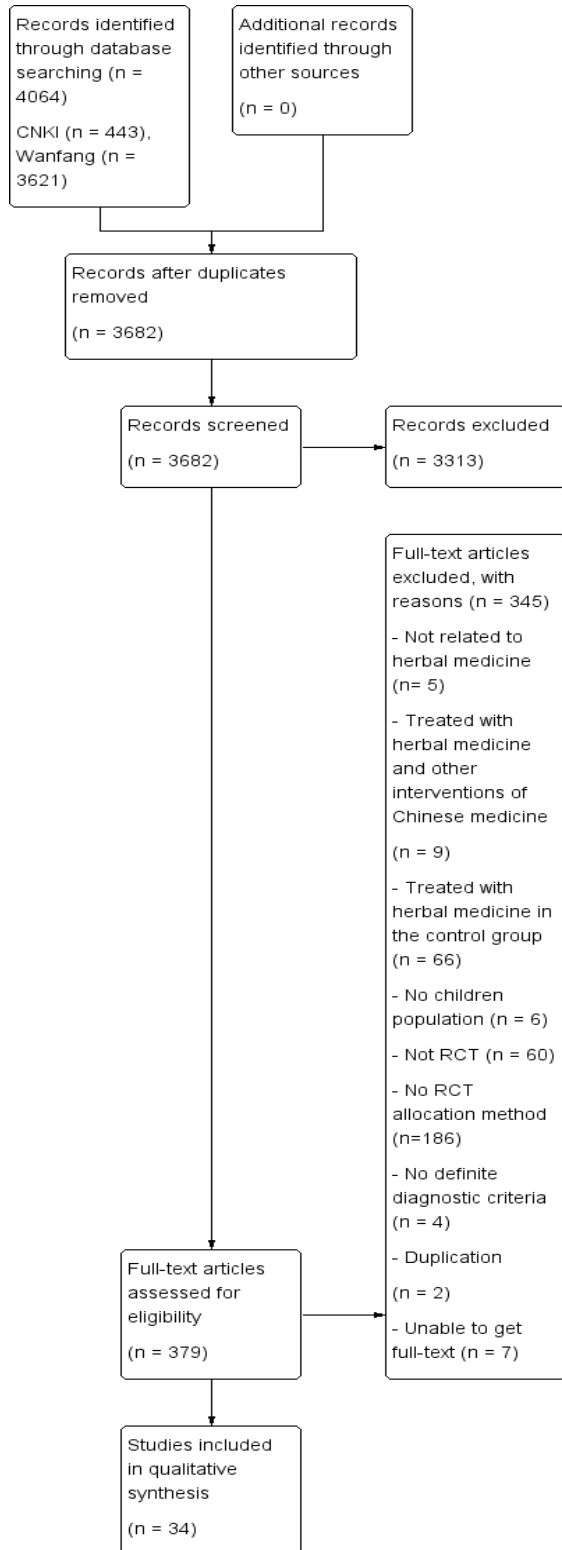 Records identified
through database
searching (n =
4064)
CNKI (n = 443),
Wanfang (n =
3621)
Additional records
identified through
other sources
(n = 0)
Records after duplicates
removed
(n = 3682)
Records screened
(n = 3682)
Records excluded
(n = 3313)
Full-text articles
excluded, with
reasons (n = 345)
- Not related to
herbal medicine
(n= 5)
- Treated with
herbal medicine
and other
interventions of
Chinese medicine
(n = 9)
- Treated with
herbal medicine in
the control group
(n = 66)
- No children
population (n = 6)
- Not RCT (n = 60)
- No RCT
allocation method
(n=186)
- No definite
diagnostic criteria
(n = 4)
- Duplication
(n = 2)
- Unable to get
full-text (n = 7)
Full-text articles
assessed for
eligibility
(n = 379)
Studies included
in qualitative
synthesis
(n = 34)